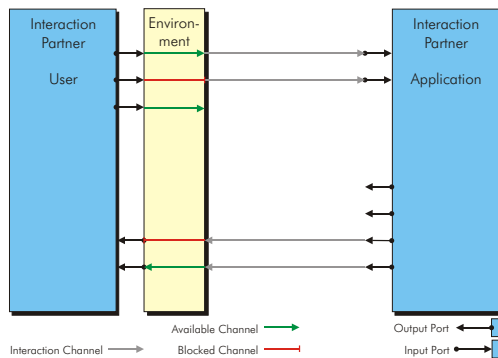 Interaction
Partner
User
Environ-
ment
Interaction
Partner
Application
Available Channel
Output Port
Interaction Channel
Blocked Channel
Input Port